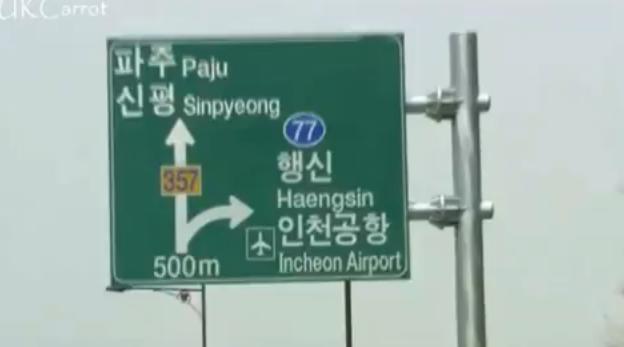 UKCarrot
파주 Paju
신평 Sinpyeong
77
행신
Haengsin
357
인천공항
Incheon Airport
500m